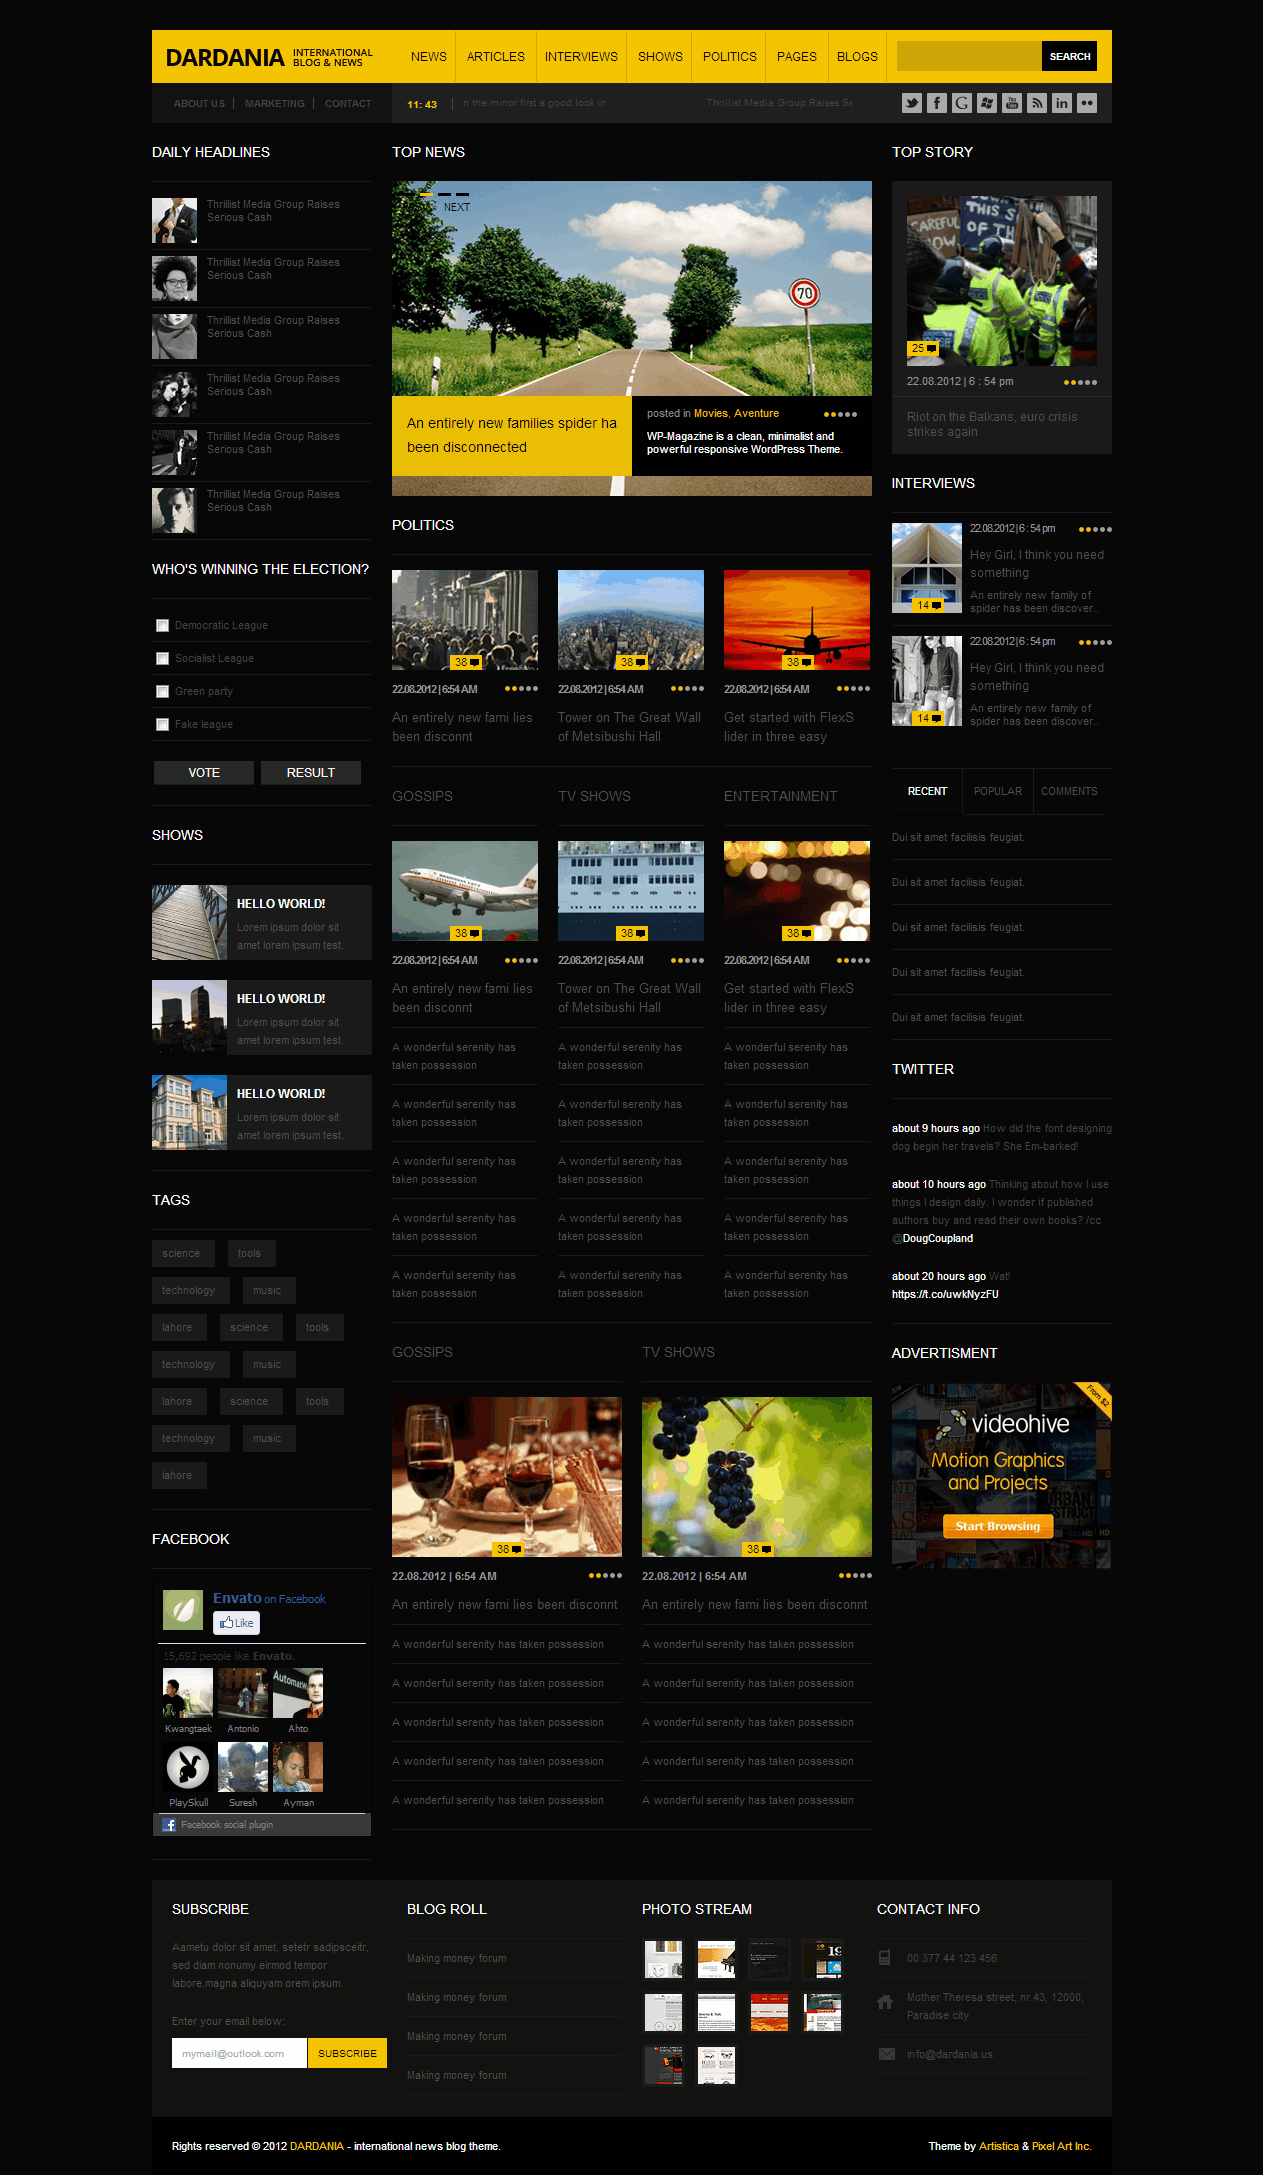 DARDANIA INTERNATIONAL BLOG & NEWS
NEWS ARTICLES INTERVIEWS SHOWS POLITICS PAGES BLOGS SEARCH
ABOUT US | MARKETING | CONTACT
11: 43 | n the mirror first a good look in Thrillist Media Group Raises Se
DAILY HEADLINES
Thrillist Media Group Raises
Serious Cash
Thrillist Media Group Raises
Serious Cash
Thrillist Media Group Raises
Serious Cash
Thrillist Media Group Raises
Serious Cash
Thrillist Media Group Raises
Serious Cash
Thrillist Media Group Raises
Serious Cash
WHO'S WINNING THE ELECTION?
Democratic League
Socialist League
Green party
Fake league
VOTE RESULT
SHOWS
HELLO WORLD!
Lorem ipsum dolor sit
amet lorem ipsum test.
HELLO WORLD!
Lorem ipsum dolor sit
amet lorem ipsum test.
HELLO WORLD!
Lorem ipsum dolor sit
amet lorem ipsum test.
TAGS
science tools
technology music
lahore science tools
technology music
lahore science tools
technology music
lahore
FACEBOOK
Envato on Facebook
Like
15,692 people like Envato.
Kwangtaek Antonio Ahto
PlaySkull Suresh Ayman
Facebook social plugin
TOP NEWS
NEXT
70
An entirely new families spider ha
been disconnected
posted in Movies, Aventure
WP-Magazine is a clean, minimalist and
powerful responsive WordPress Theme.
POLITICS
38 38 38
22.08.2012 | 6:54 AM 22.08.2012 | 6:54 AM 22.08.2012 | 6:54 AM
An entirely new fami lies Tower on The Great Wall Get started with FlexS
been disconnt of Metsibushi Hall lider in three easy
GOSSIPS TV SHOWS ENTERTAINMENT
38 38 38
22.08.2012 | 6:54 AM 22.08.2012 | 6:54 AM 22.08.2012 | 6:54 AM
An entirely new fami lies Tower on The Great Wall Get started with FlexS
been disconnt of Metsibushi Hall lider in three easy
A wonderful serenity has A wonderful serenity has A wonderful serenity has
taken possession taken possession taken possession
A wonderful serenity has A wonderful serenity has A wonderful serenity has
taken possession taken possession taken possession
A wonderful serenity has A wonderful serenity has A wonderful serenity has
taken possession taken possession taken possession
A wonderful serenity has A wonderful serenity has A wonderful serenity has
taken possession taken possession taken possession
A wonderful serenity has A wonderful serenity has A wonderful serenity has
taken possession taken possession taken possession
GOSSIPS TV SHOWS
38 38
22.08.2012 | 6:54 AM 22.08.2012 | 6:54 AM
An entirely new fami lies been disconnt An entirely new fami lies been disconnt
A wonderful serenity has taken possession A wonderful serenity has taken possession
A wonderful serenity has taken possession A wonderful serenity has taken possession
A wonderful serenity has taken possession A wonderful serenity has taken possession
A wonderful serenity has taken possession A wonderful serenity has taken possession
A wonderful serenity has taken possession A wonderful serenity has taken possession
TOP STORY
CAREFUL
THIS S
OF TH
NOW
25
22.08.2012 | 6 : 54 pm
Riot on the Balkans, euro crisis
strikes again
INTERVIEWS
22.08.2012 | 6 : 54 pm
Hey Girl, I think you need
something
An entirely new family of
spider has been discover..
14
22.08.2012 | 6 : 54 pm
Hey Girl, I think you need
something
An entirely new family of
spider has been discover..
14
RECENT POPULAR COMMENTS
Dui sit amet facilisis feugiat.
Dui sit amet facilisis feugiat.
Dui sit amet facilisis feugiat.
Dui sit amet facilisis feugiat.
Dui sit amet facilisis feugiat.
TWITTER
about 9 hours ago How did the font designing
dog begin her travels? She Em-barked!
about 10 hours ago Thinking about how I use
things I design daily. I wonder if published
authors buy and read their own books? /cc
@DougCoupland
about 20 hours ago Wat!
https://t.co/uwkNyzFU
ADVERTISMENT
From $2
videohive
Motion Graphics
and Projects
Start Browsing
SUBSCRIBE
Aametu dolor sit amet, setetr sadipsceitr,
sed diam nonumy eirmod tempor
labore.magna aliquyam orem ipsum.
Enter your email below:
mymail@outlook.com SUBSCRIBE
BLOG ROLL
Making money forum
Making money forum
Making money forum
Making money forum
PHOTO STREAM
CONTACT INFO
00 377 44 123 456
Mother Theresa street, nr.43, 12000,
Paradise city
info@dardania.us
Rights reserved © 2012 DARDANIA - international news blog theme.
Theme by Artistica & Pixel Art Inc.